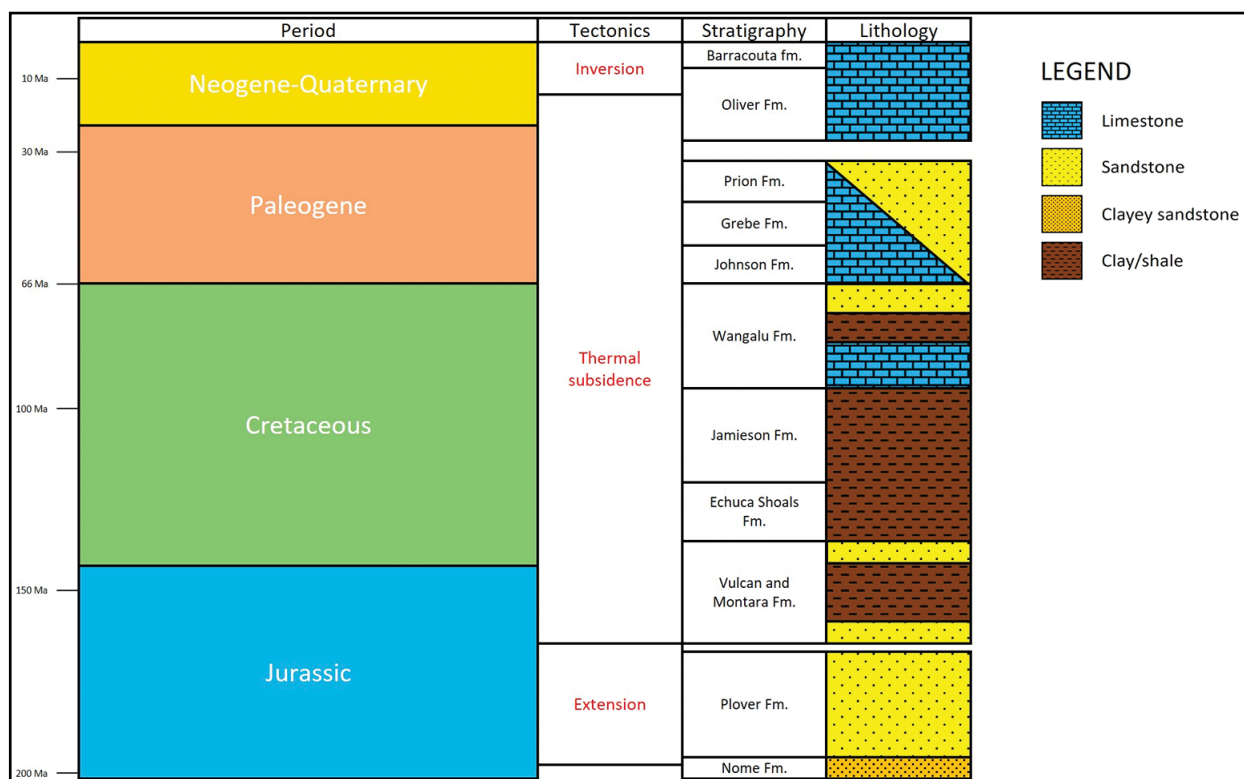 Period Tectonics Stratigraphy Lithology
10 Ma
30 Ma
66 Ma
100 Ma
150 Ma
200 Ma
Neogene-Quaternary
Paleogene
Cretaceous
Jurassic
Inversion
Thermal
subsidence
Extension
Barracouta fm.
Oliver Fm.
Prion Fm.
Grebe Fm.
Johnson Fm.
Wangalu Fm.
Jamieson Fm.
Echuca Shoals
Fm.
Vulcan and
Montara Fm.
Plover Fm.
Nome Fm.
LEGEND
Limestone
Sandstone
Clayey sandstone
Clay/shale